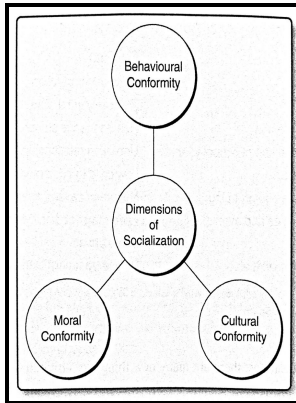 Behavioural
Conformity
Dimensions
of
Socialization
Moral
Conformity
Cultural
Conformity